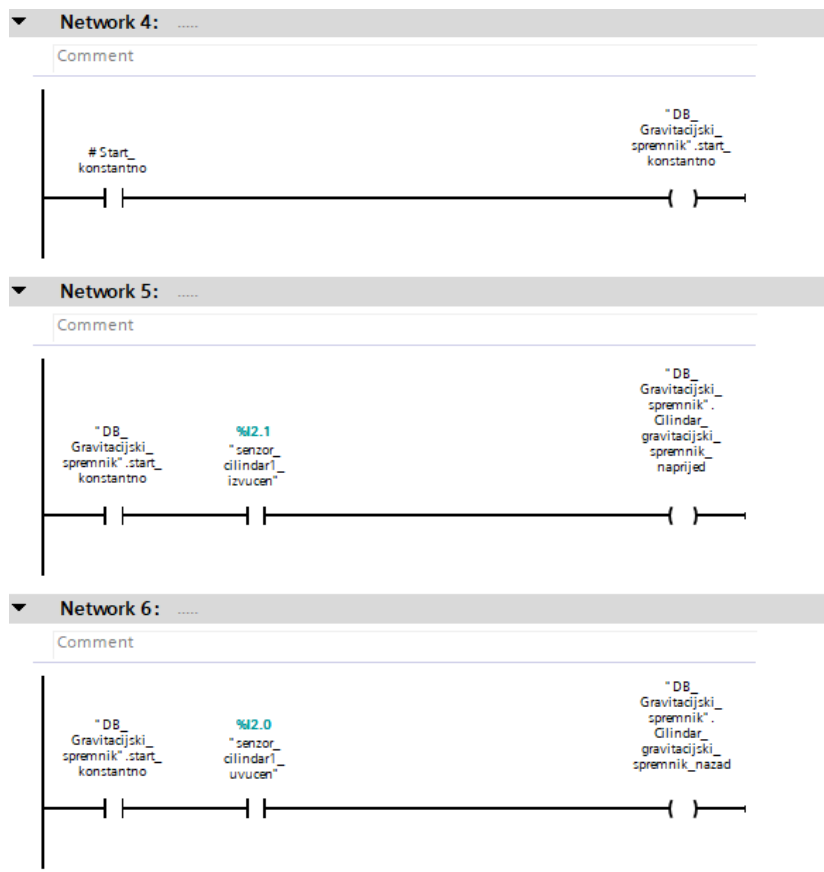 Network 4: .....
Comment
"DB_
Gravitacijski_
spremnik".start_
konstantno
#Start_
konstantno
Network 5: .....
Comment
"DB_
Gravitacijski_
spremnik".
Cilindar_
gravitacijski_
spremnik_
naprijed
"DB_
Gravitacijski_
spremnik".start_
konstantno
%I2.1
"senzor_
cilindar1_
izvucen"
Network 6: .....
Comment
"DB_
Gravitacijski_
spremnik".
Cilindar_
gravitacijski_
spremnik_nazad
"DB_
Gravitacijski_
spremnik".start_
konstantno
%I2.0
"senzor_
cilindar1_
uvucen"